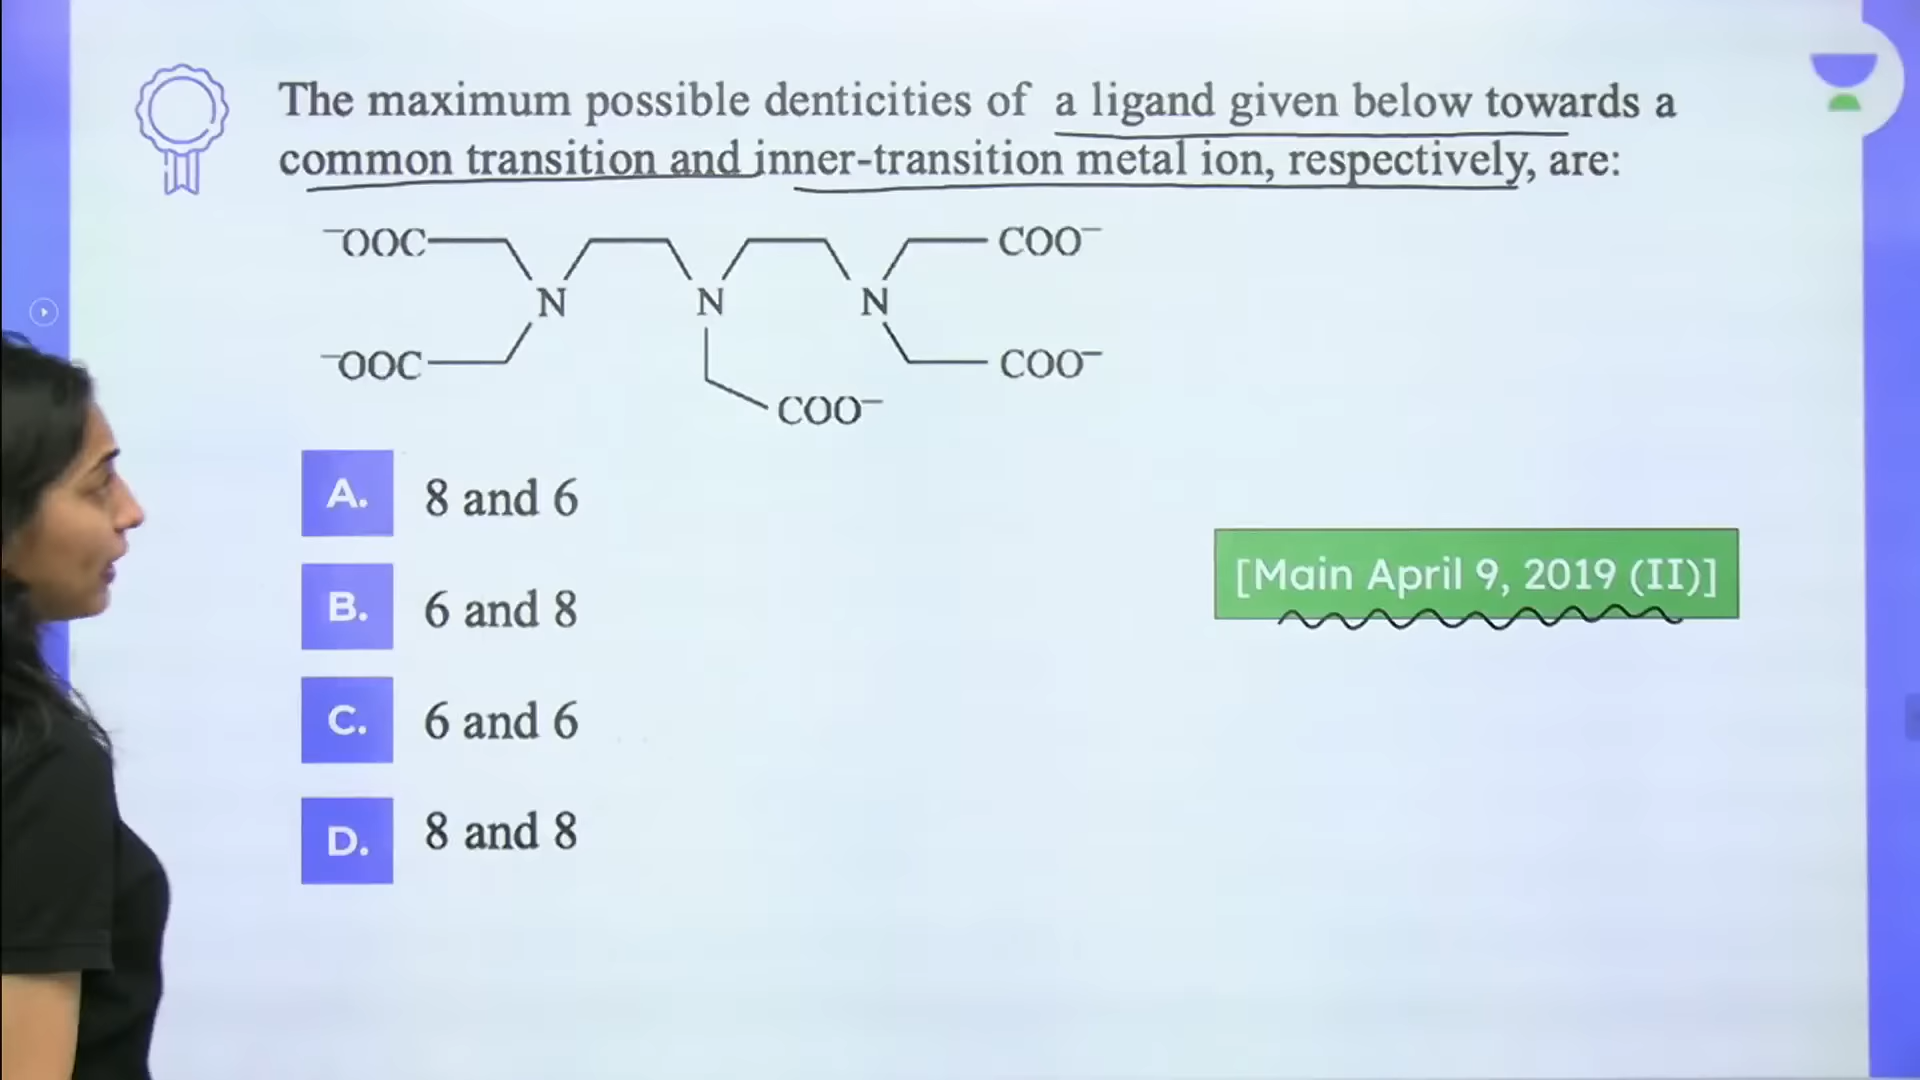 The maximum possible denticities of a ligand given below towards a
common transition and inner-transition metal ion, respectively, are:
⁻OOC COO⁻
N N N
⁻OOC COO⁻
COO⁻
A. 8 and 6
B. 6 and 8
[Main April 9, 2019 (II)]
C. 6 and 6
D. 8 and 8